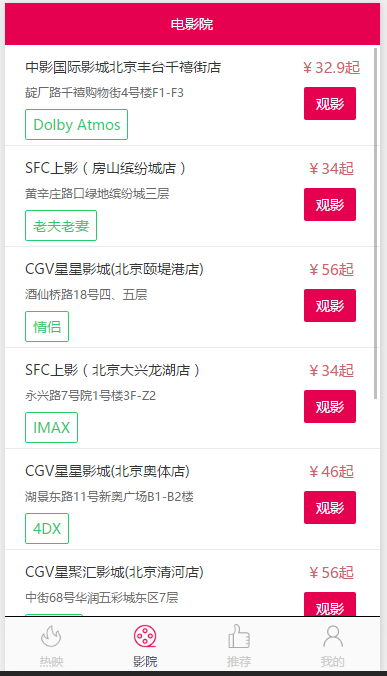 电影院
中影国际影城北京丰台千禧街店
￥32.9起
靛厂路千禧购物街4号楼F1-F3
观影
Dolby Atmos
SFC上影（房山缤纷城店）
￥34起
黄辛庄路口绿地缤纷城三层
观影
老夫老妻
CGV星星影城(北京颐堤港店)
￥56起
酒仙桥路18号四、五层
观影
情侣
SFC上影（北京大兴龙湖店）
￥34起
永兴路7号院1号楼3F-Z2
观影
IMAX
CGV星星影城(北京奥体店)
￥46起
湖景东路11号新奥广场B1-B2楼
观影
4DX
CGV星聚汇影城(北京清河店)
￥56起
中街68号华润五彩城东区7层
观影
热映
影院
推荐
我的